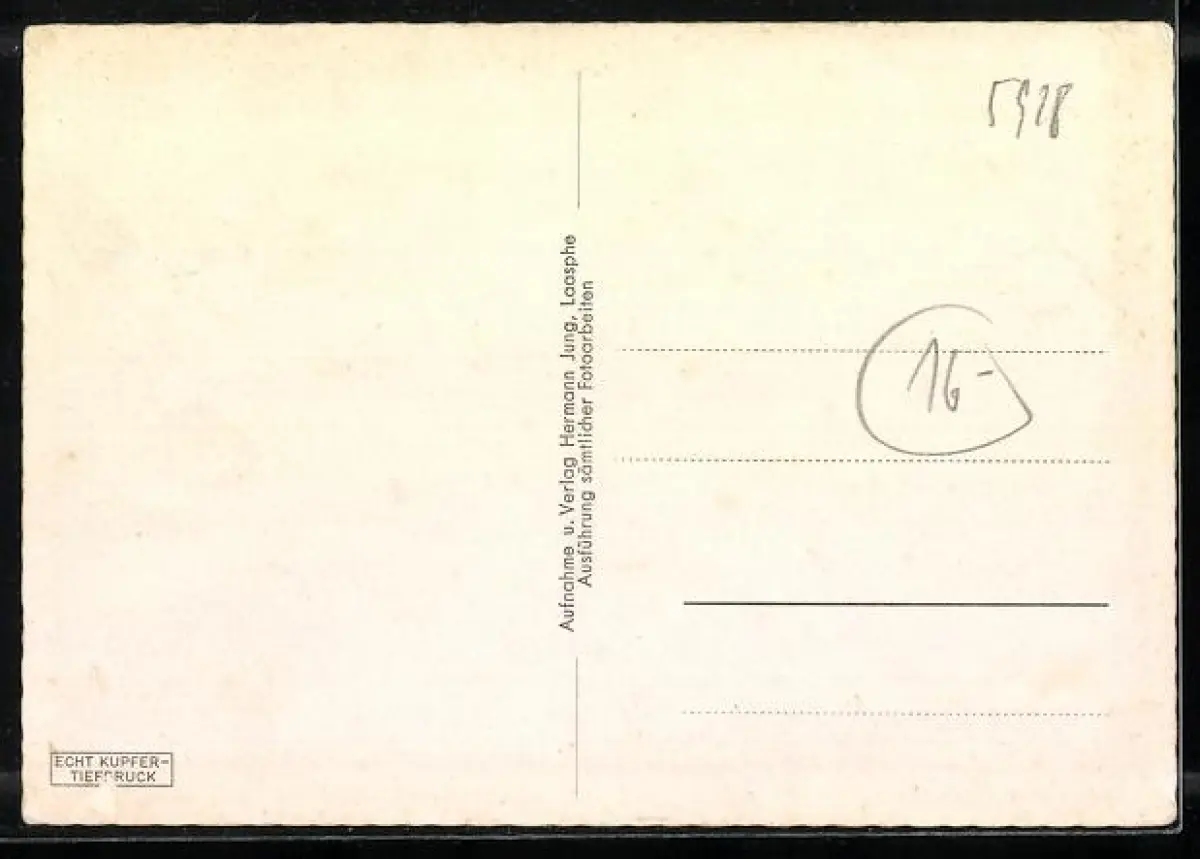 5928
16-
Aufnahme u. Verlag Hermann Jung, Laasphe
Ausführung sämtlicher Fotoarbeiten
ECHT KUPFER-
TIEFDRUCK